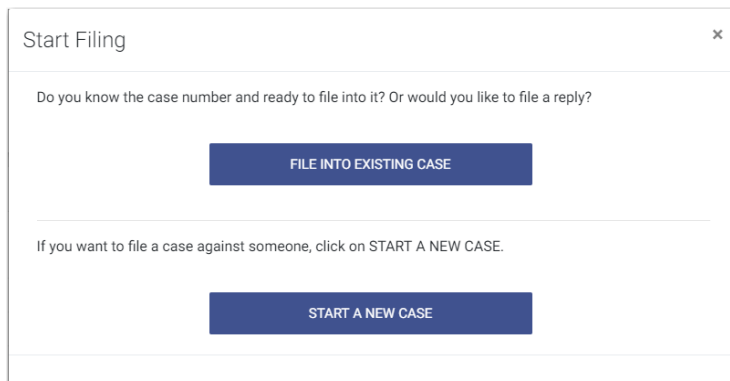 Start Filing
×
Do you know the case number and ready to file into it? Or would you like to file a reply?
FILE INTO EXISTING CASE
If you want to file a case against someone, click on START A NEW CASE.
START A NEW CASE